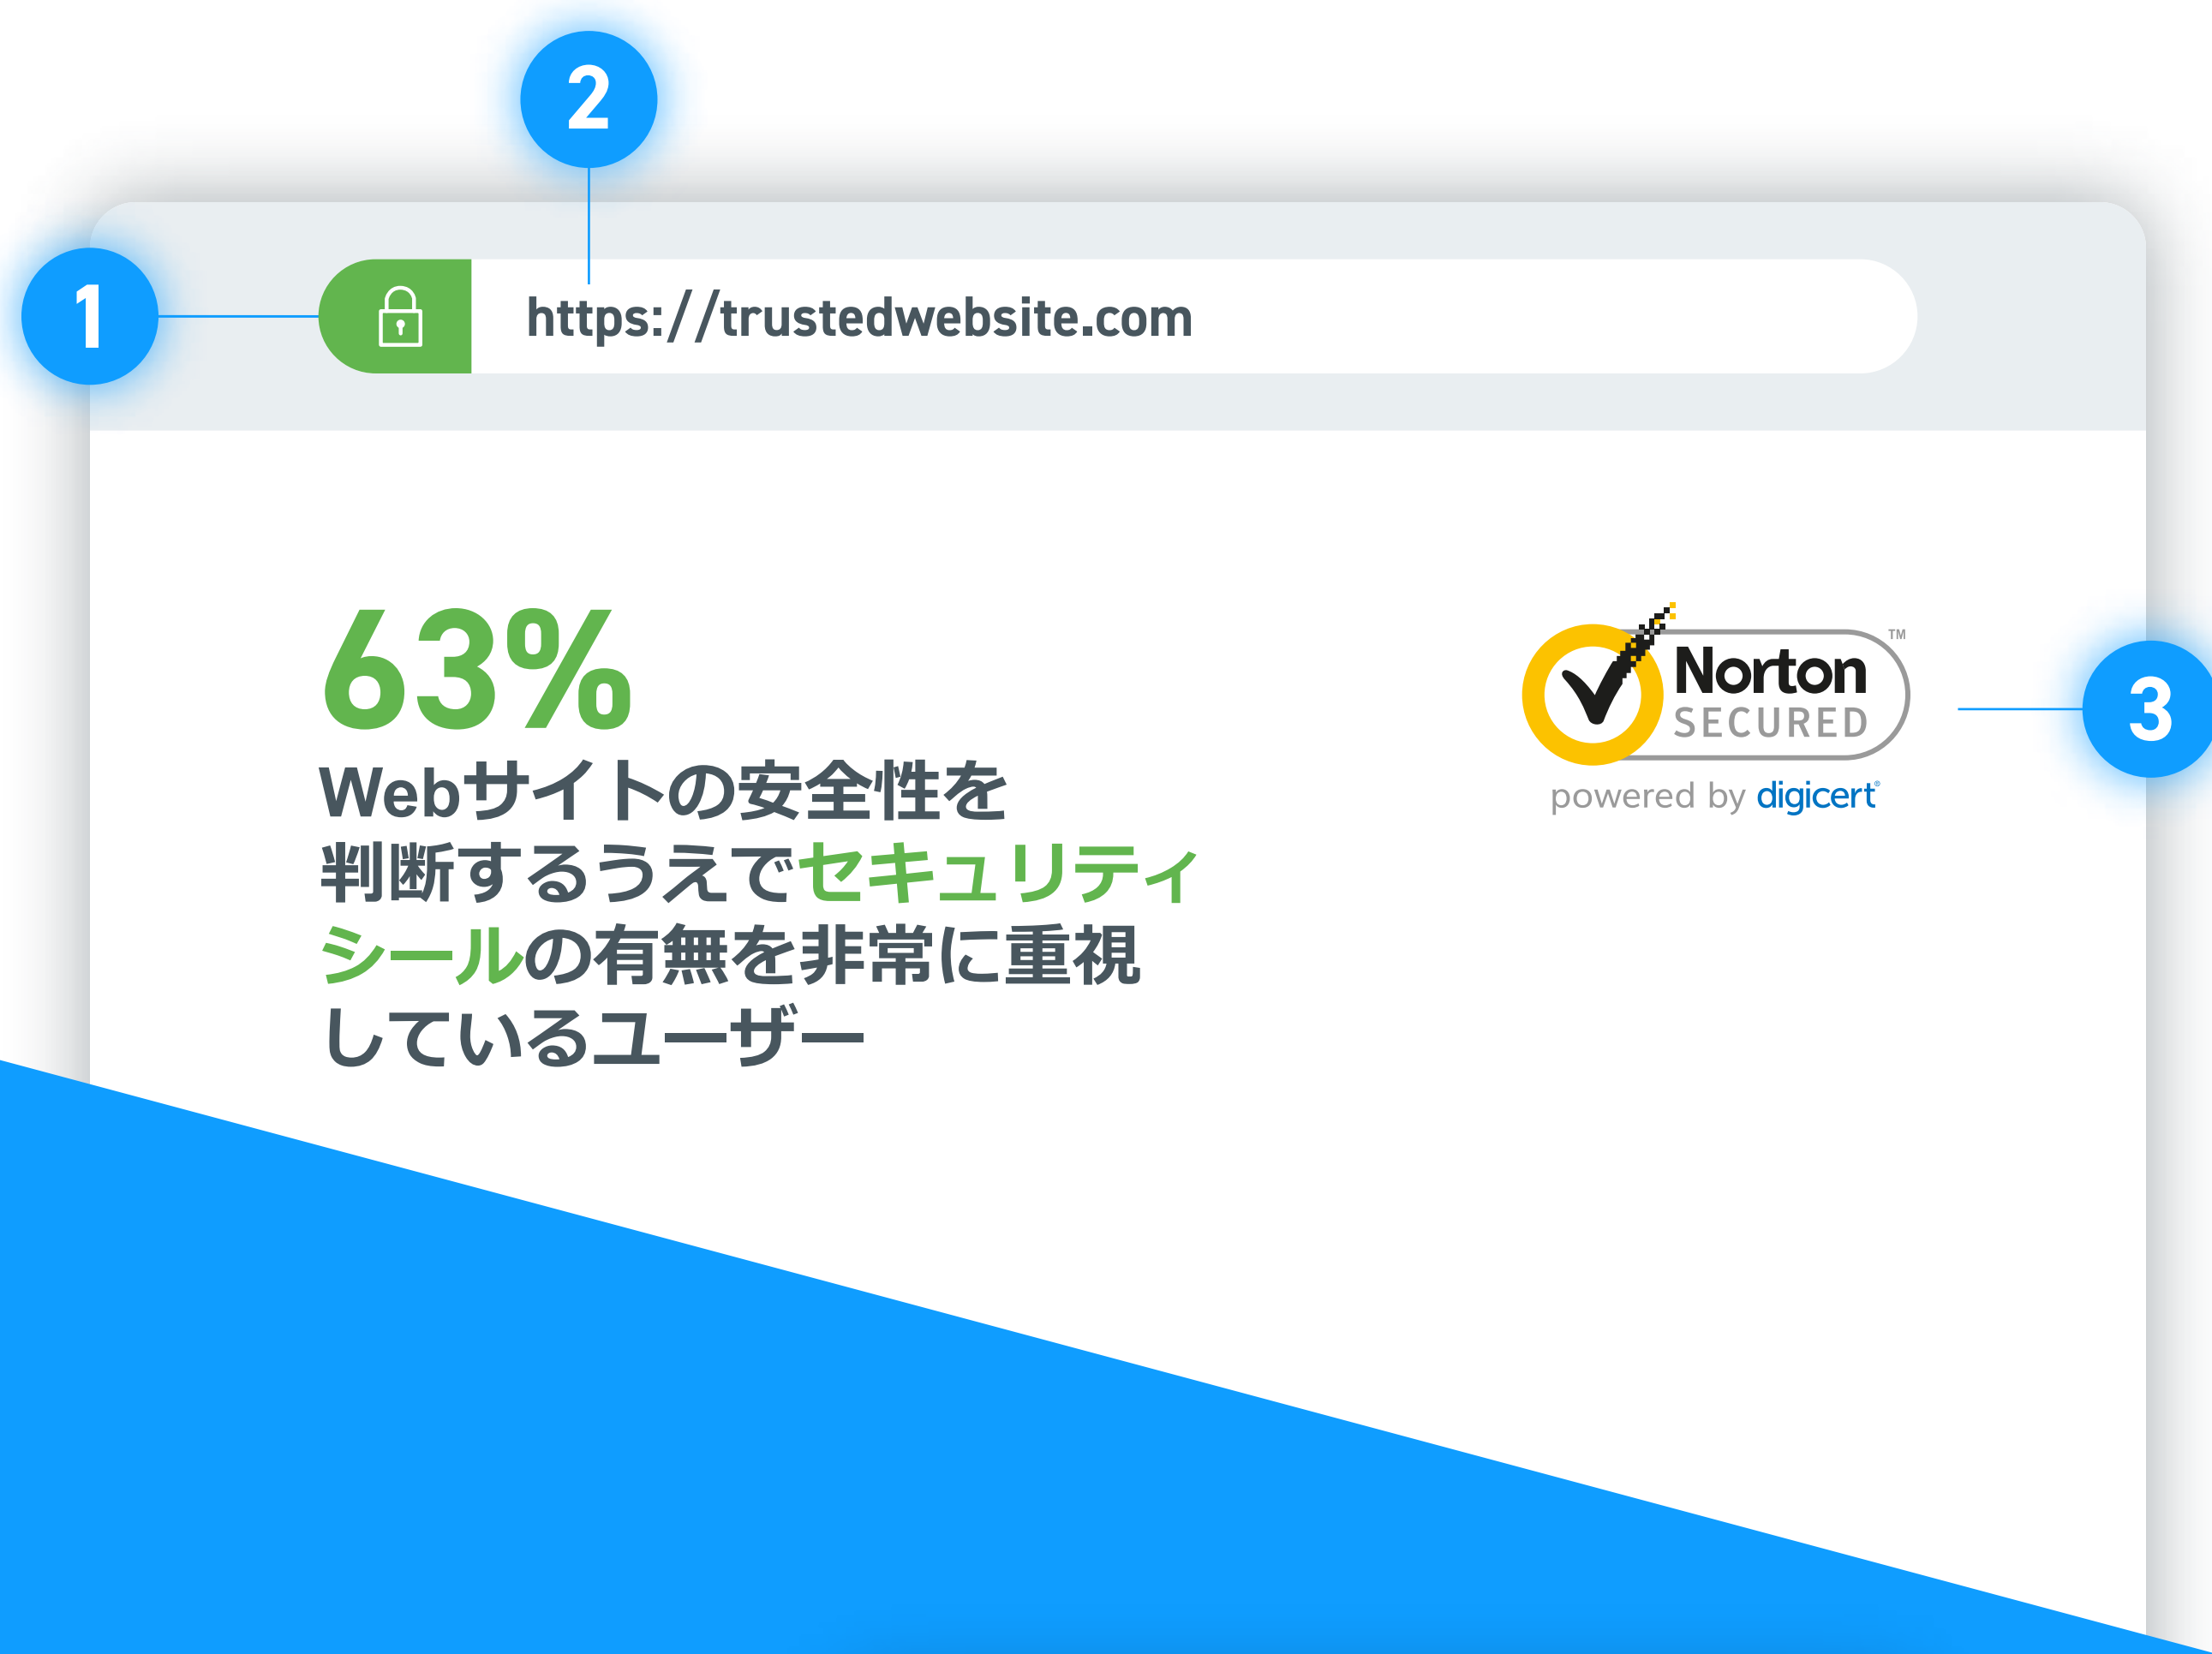 2
1
https://trustedwebsite.com
63%
Webサイトの安全性を
判断するうえでセキュリティ
シールの有無を非常に重視
しているユーザー
Norton™
SECURED
powered by digicert®
3